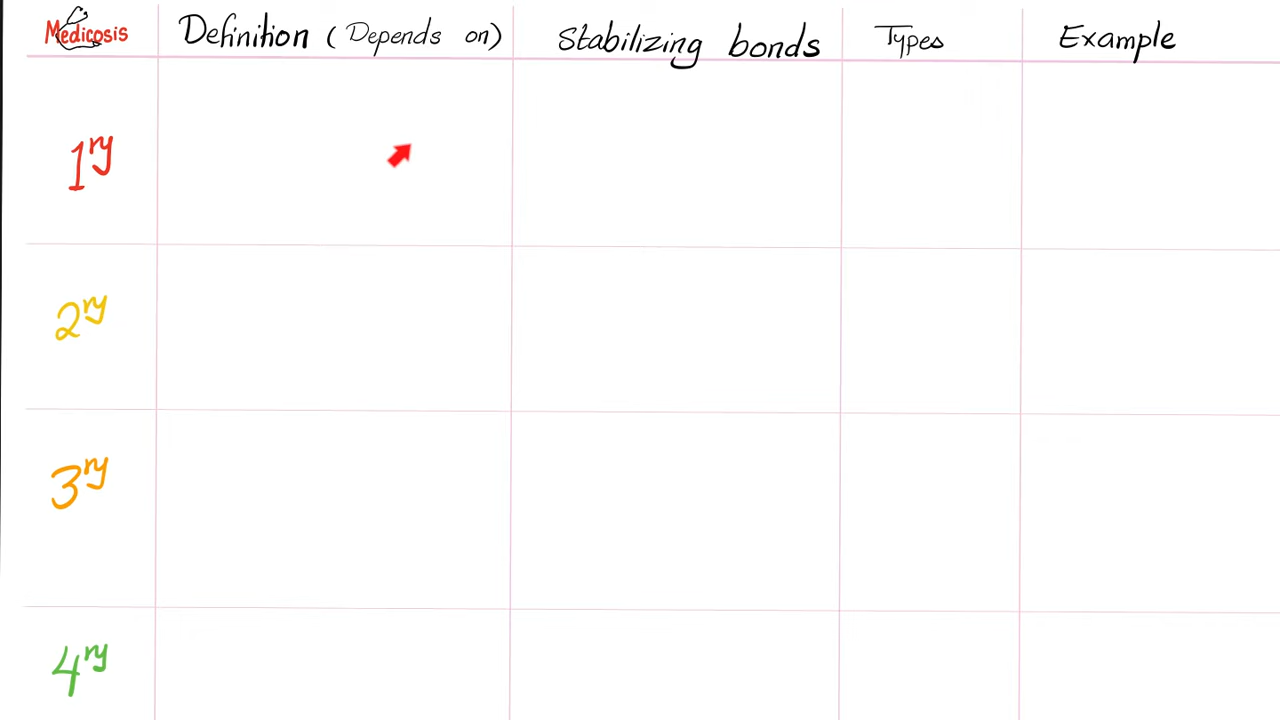 Medicosis Definition (Depends on) Stabilizing bonds Types Example
1ry
2ry
3ry
4ry